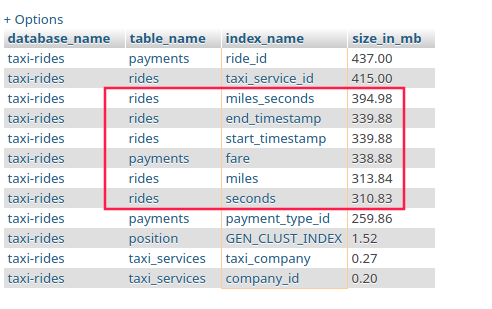 + Options
database_name table_name index_name size_in_mb
taxi-rides payments ride_id 437.00
taxi-rides rides taxi_service_id 415.00
taxi-rides rides miles_seconds 394.98
taxi-rides rides end_timestamp 339.88
taxi-rides rides start_timestamp 339.88
taxi-rides payments fare 338.88
taxi-rides rides miles 313.84
taxi-rides rides seconds 310.83
taxi-rides payments payment_type_id 259.86
taxi-rides position GEN_CLUST_INDEX 1.52
taxi-rides taxi_services taxi_company 0.27
taxi-rides taxi_services company_id 0.20